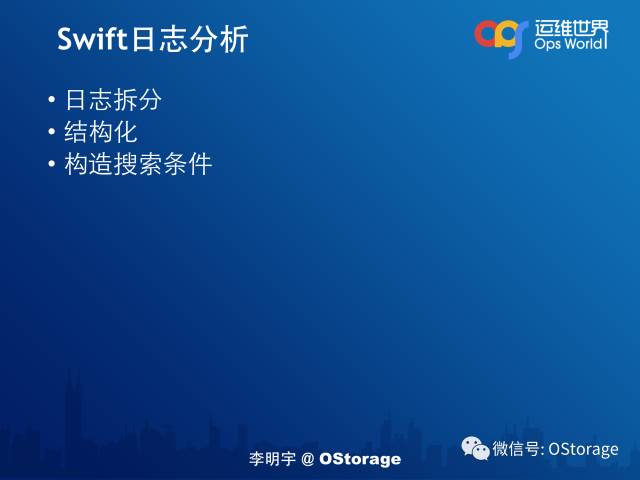 Swift日志分析
ops 运维世界
Ops World
• 日志拆分
• 结构化
• 构造搜索条件
李明宇 @ OStorage
微信号: OStorage